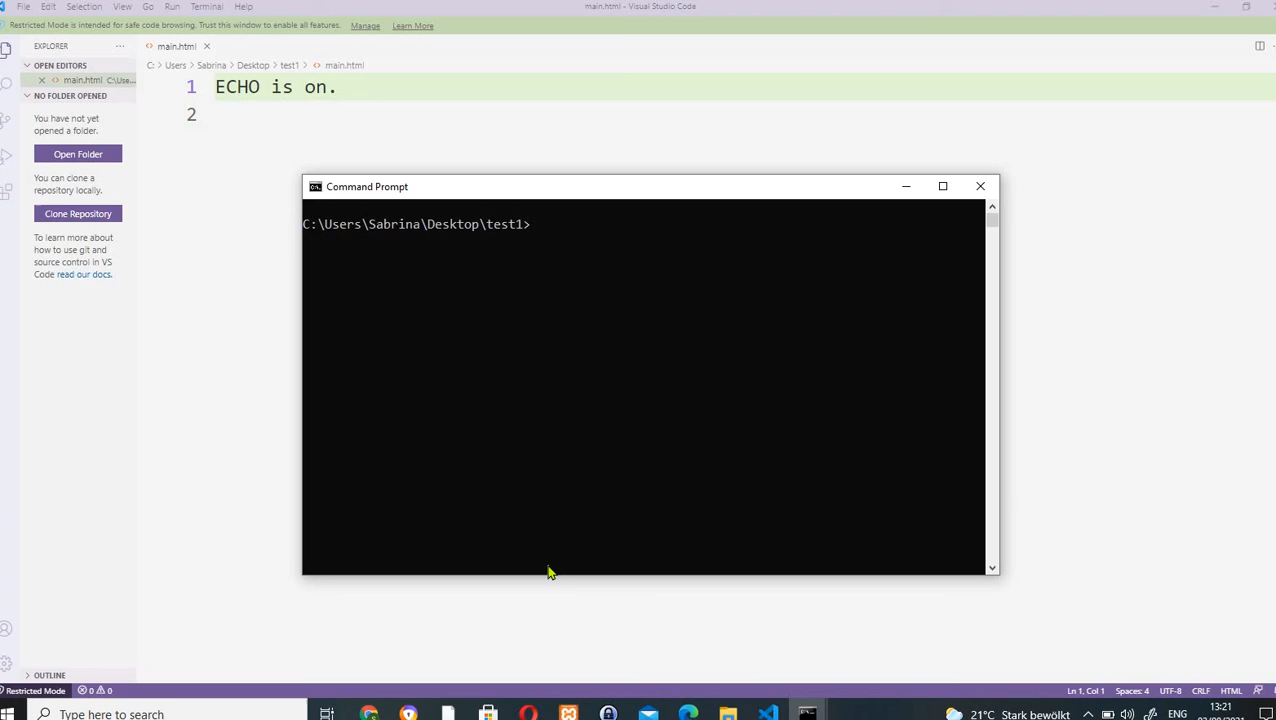 File Edit Selection View Go Run Terminal Help main.html - Visual Studio Code
Restricted Mode is intended for safe code browsing. Trust this window to enable all features. Manage Learn More
EXPLORER ··· main.html
OPEN EDITORS C: > Users > Sabrina > Desktop > test1 > main.html
main.html C:\Use...
1 ECHO is on.
NO FOLDER OPENED
2
You have not yet
opened a folder.
Open Folder
You can clone a
repository locally.
Clone Repository
To learn more about
how to use git and
source control in VS
Code read our docs.
Command Prompt
C:\Users\Sabrina\Desktop\test1>
OUTLINE
Restricted Mode 0 0 Ln 1, Col 1 Spaces: 4 UTF-8 CRLF HTML
Type here to search 21°C Stark bewölkt ENG 13:21